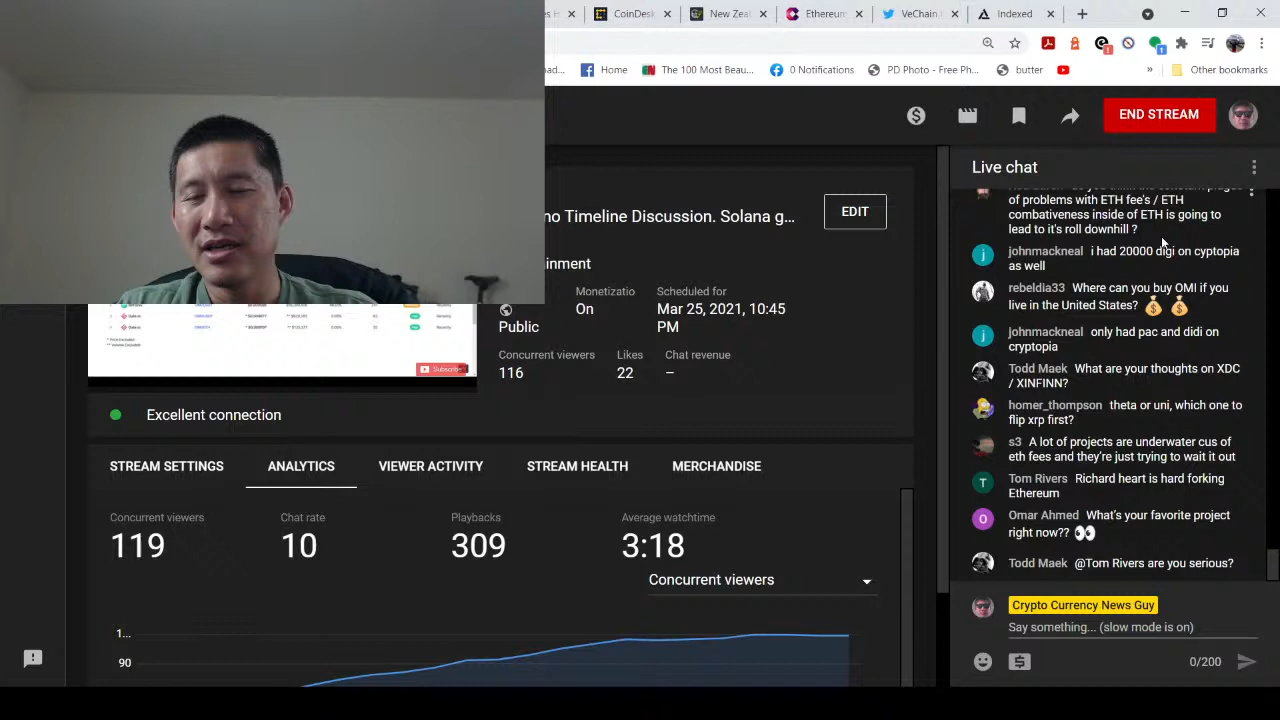 s in
CoinDesk
New Zeal
Ethereum
VeChain
Indexed
oad...
Home
The 100 Most Beau...
0 Notifications
PD Photo - Free Ph...
butter
»
Other bookmarks
END STREAM
Live chat
no Timeline Discussion. Solana g...
EDIT
ainment
Monetizatio
On
Scheduled for
Mar 25, 2021, 10:45
PM
Public
Concurrent viewers
116
Likes
22
Chat revenue
–
Subscribe
Excellent connection
STREAM SETTINGS
ANALYTICS
VIEWER ACTIVITY
STREAM HEALTH
MERCHANDISE
Concurrent viewers
119
Chat rate
10
Playbacks
309
Average watchtime
3:18
Concurrent viewers
1...
90
of problems with ETH fee's / ETH
combativeness inside of ETH is going to
lead to it's roll downhill ?
johnmackneal i had 20000 digi on cyptopia
as well
rebeldia33 Where can you buy OMI if you
live in the United States? 💰 💰
johnmackneal only had pac and didi on
cryptopia
Todd Maek What are your thoughts on XDC
/ XINFINN?
homer_thompson theta or uni, which one to
flip xrp first?
s3 A lot of projects are underwater cus of
eth fees and they're just trying to wait it out
Tom Rivers Richard heart is hard forking
Ethereum
Omar Ahmed What's your favorite project
right now?? 👀
Todd Maek @Tom Rivers are you serious?
Crypto Currency News Guy
Say something... (slow mode is on)
0/200